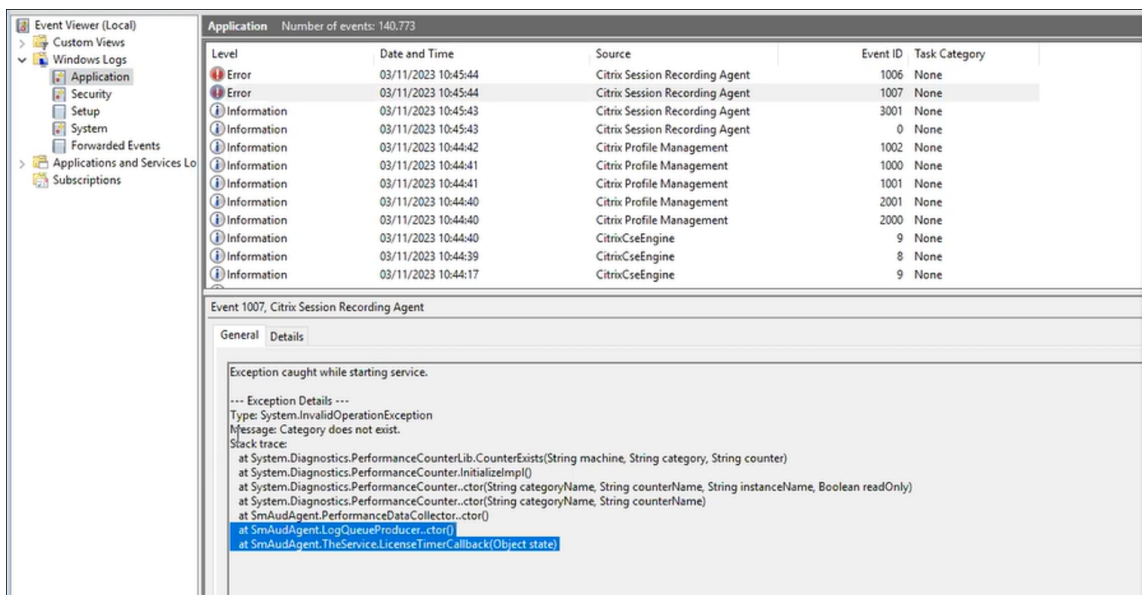 Event Viewer (Local)
Custom Views
Windows Logs
Application
Security
Setup
System
Forwarded Events
Applications and Services Lo
Subscriptions
Application Number of events: 140.773
Level Date and Time Source Event ID Task Category
Error 03/11/2023 10:45:44 Citrix Session Recording Agent 1006 None
Error 03/11/2023 10:45:44 Citrix Session Recording Agent 1007 None
Information 03/11/2023 10:45:43 Citrix Session Recording Agent 3001 None
Information 03/11/2023 10:45:43 Citrix Session Recording Agent 0 None
Information 03/11/2023 10:44:42 Citrix Profile Management 1002 None
Information 03/11/2023 10:44:41 Citrix Profile Management 1000 None
Information 03/11/2023 10:44:41 Citrix Profile Management 1001 None
Information 03/11/2023 10:44:40 Citrix Profile Management 2001 None
Information 03/11/2023 10:44:40 Citrix Profile Management 2000 None
Information 03/11/2023 10:44:40 CitrixCseEngine 9 None
Information 03/11/2023 10:44:39 CitrixCseEngine 8 None
Information 03/11/2023 10:44:17 CitrixCseEngine 9 None
Event 1007, Citrix Session Recording Agent
General Details
Exception caught while starting service.
--- Exception Details ---
Type: System.InvalidOperationException
Message: Category does not exist.
Stack trace:
at System.Diagnostics.PerformanceCounterLib.CounterExists(String machine, String category, String counter)
at System.Diagnostics.PerformanceCounter.InitializeImpl()
at System.Diagnostics.PerformanceCounter..ctor(String categoryName, String counterName, String instanceName, Boolean readOnly)
at System.Diagnostics.PerformanceCounter..ctor(String categoryName, String counterName)
at SmAudAgent.PerformanceDataCollector..ctor()
at SmAudAgent.LogQueueProducer..ctor()
at SmAudAgent.TheService.LicenseTimerCallback(Object state)